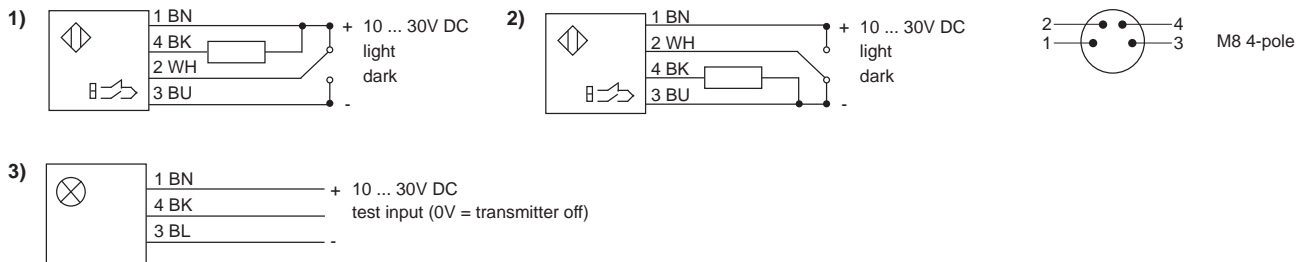 1)
1 BN
4 BK
2 WH
3 BU
+ 10 ... 30V DC
light
dark
-
2)
1 BN
2 WH
4 BK
3 BU
+ 10 ... 30V DC
light
dark
-
2 4
1 3
M8 4-pole
3)
1 BN
4 BK
3 BL
+ 10 ... 30V DC
test input (0V = transmitter off)
-